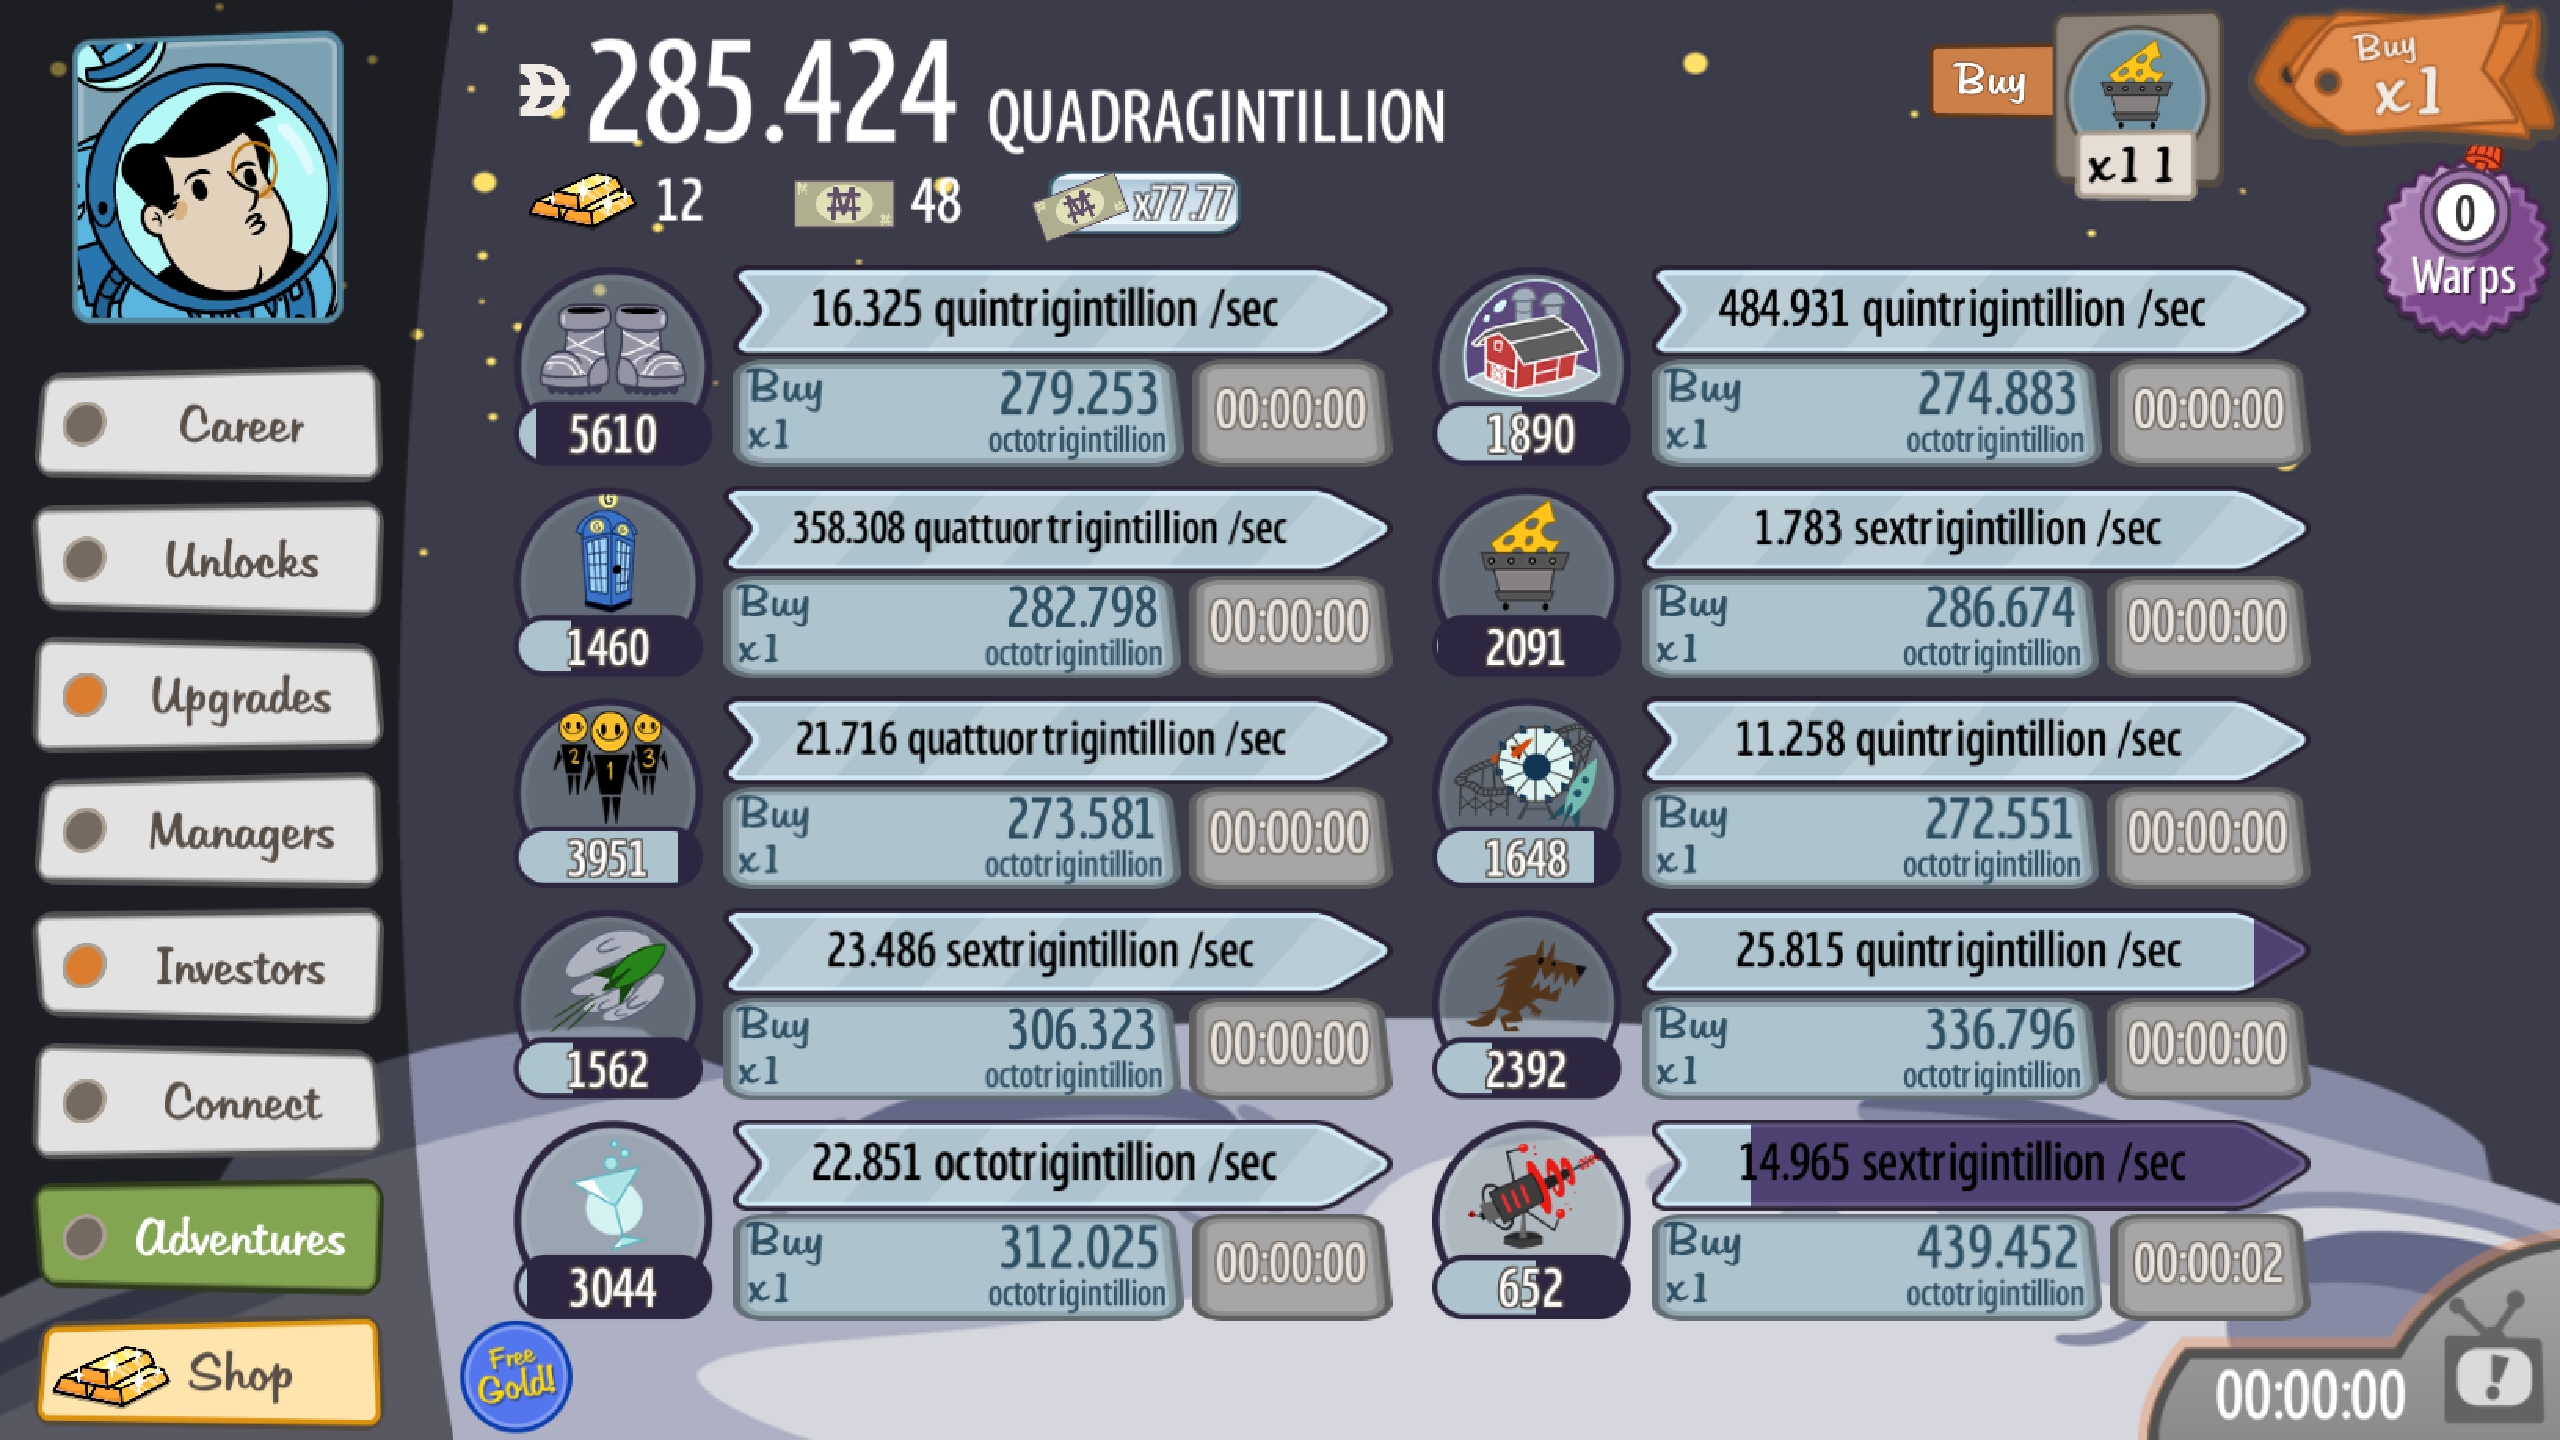 285.424 QUADRAGINTILLION
Buy
x11
Buy
x1
12
48
x77.77
0
Warps
Career
Unlocks
Upgrades
Managers
Investors
Connect
Adventures
Shop
16.325 quintrigintillion /sec
Buy
x1
279.253
octotrigintillion
00:00:00
5610
484.931 quintrigintillion /sec
Buy
x1
274.883
octotrigintillion
00:00:00
1890
G
358.308 quattuortrigintillion /sec
Buy
x1
282.798
octotrigintillion
00:00:00
1460
1.783 sextrigintillion /sec
Buy
x1
286.674
octotrigintillion
00:00:00
2091
2 1 3
21.716 quattuortrigintillion /sec
Buy
x1
273.581
octotrigintillion
00:00:00
3951
11.258 quintrigintillion /sec
Buy
x1
272.551
octotrigintillion
00:00:00
1648
23.486 sextrigintillion /sec
Buy
x1
306.323
octotrigintillion
00:00:00
1562
25.815 quintrigintillion /sec
Buy
x1
336.796
octotrigintillion
00:00:00
2392
22.851 octotrigintillion /sec
Buy
x1
312.025
octotrigintillion
00:00:00
3044
14.965 sextrigintillion /sec
Buy
x1
439.452
octotrigintillion
00:00:02
652
Free
Gold!
00:00:00
!